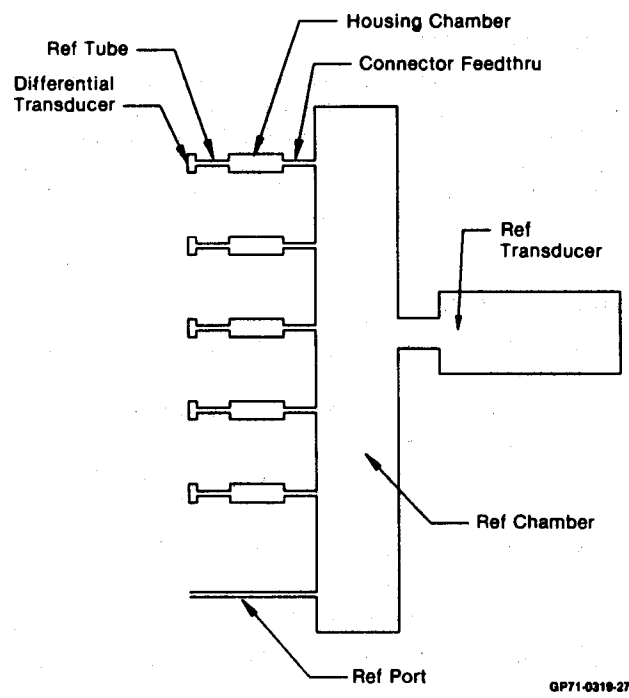 Housing Chamber
Ref Tube
Connector Feedthru
Differential
Transducer
Ref
Transducer
Ref Chamber
Ref Port
GP71-0319-27